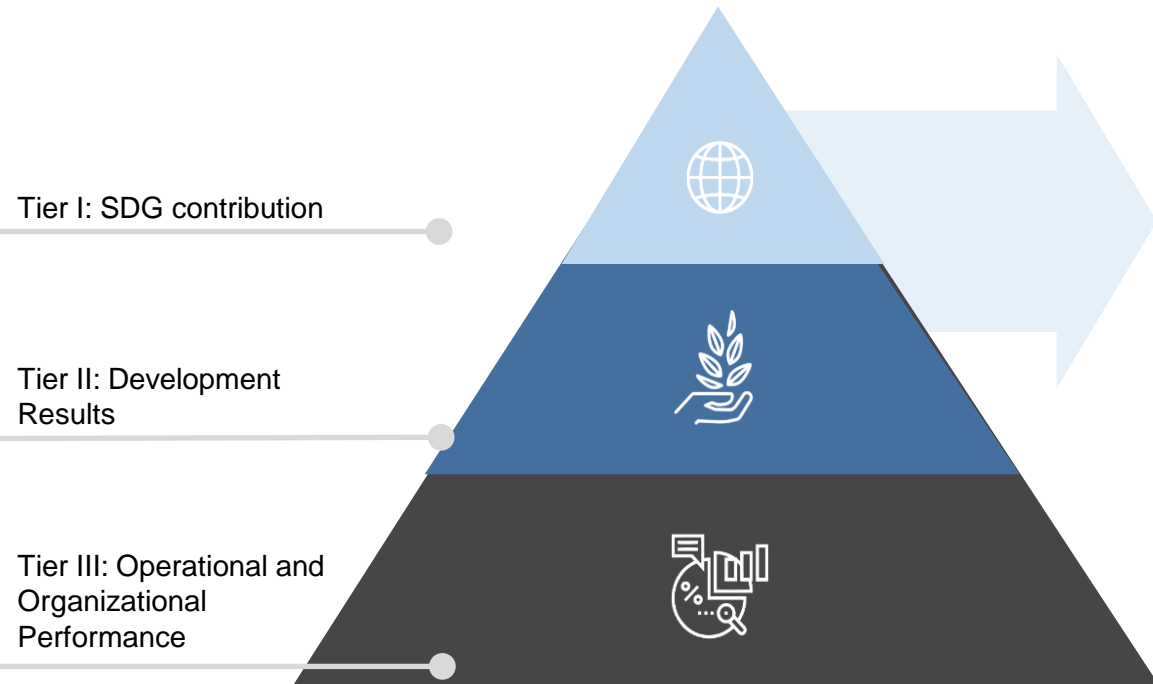 Tier I: SDG contribution
Tier II: Development
Results
%
Tier III: Operational and
Organizational
Performance